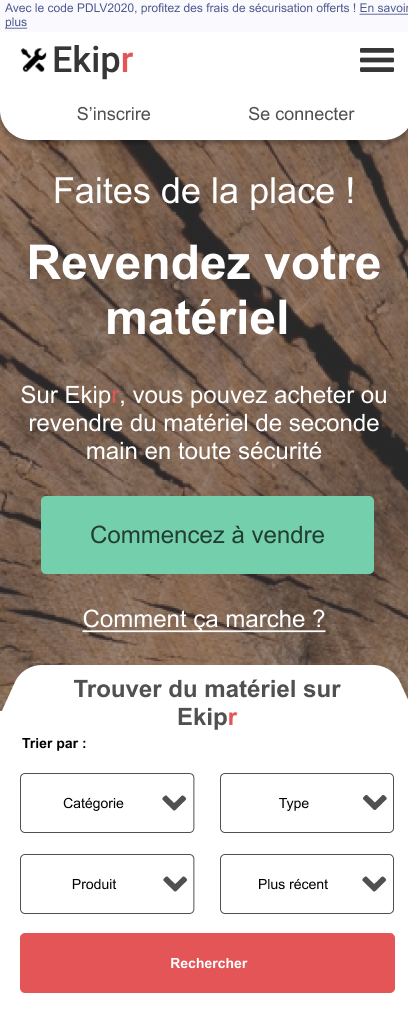 Avec le code PDLV2020, profitez des frais de sécurisation offerts ! En savoir
plus
Ekipr
S'inscrire Se connecter
Faites de la place !
Revendez votre
matériel
Sur Ekipr, vous pouvez acheter ou
revendre du matériel de seconde
main en toute sécurité
Commencez à vendre
Comment ça marche ?
Trouver du matériel sur
Ekipr
Trier par :
Catégorie Type
Produit Plus récent
Rechercher